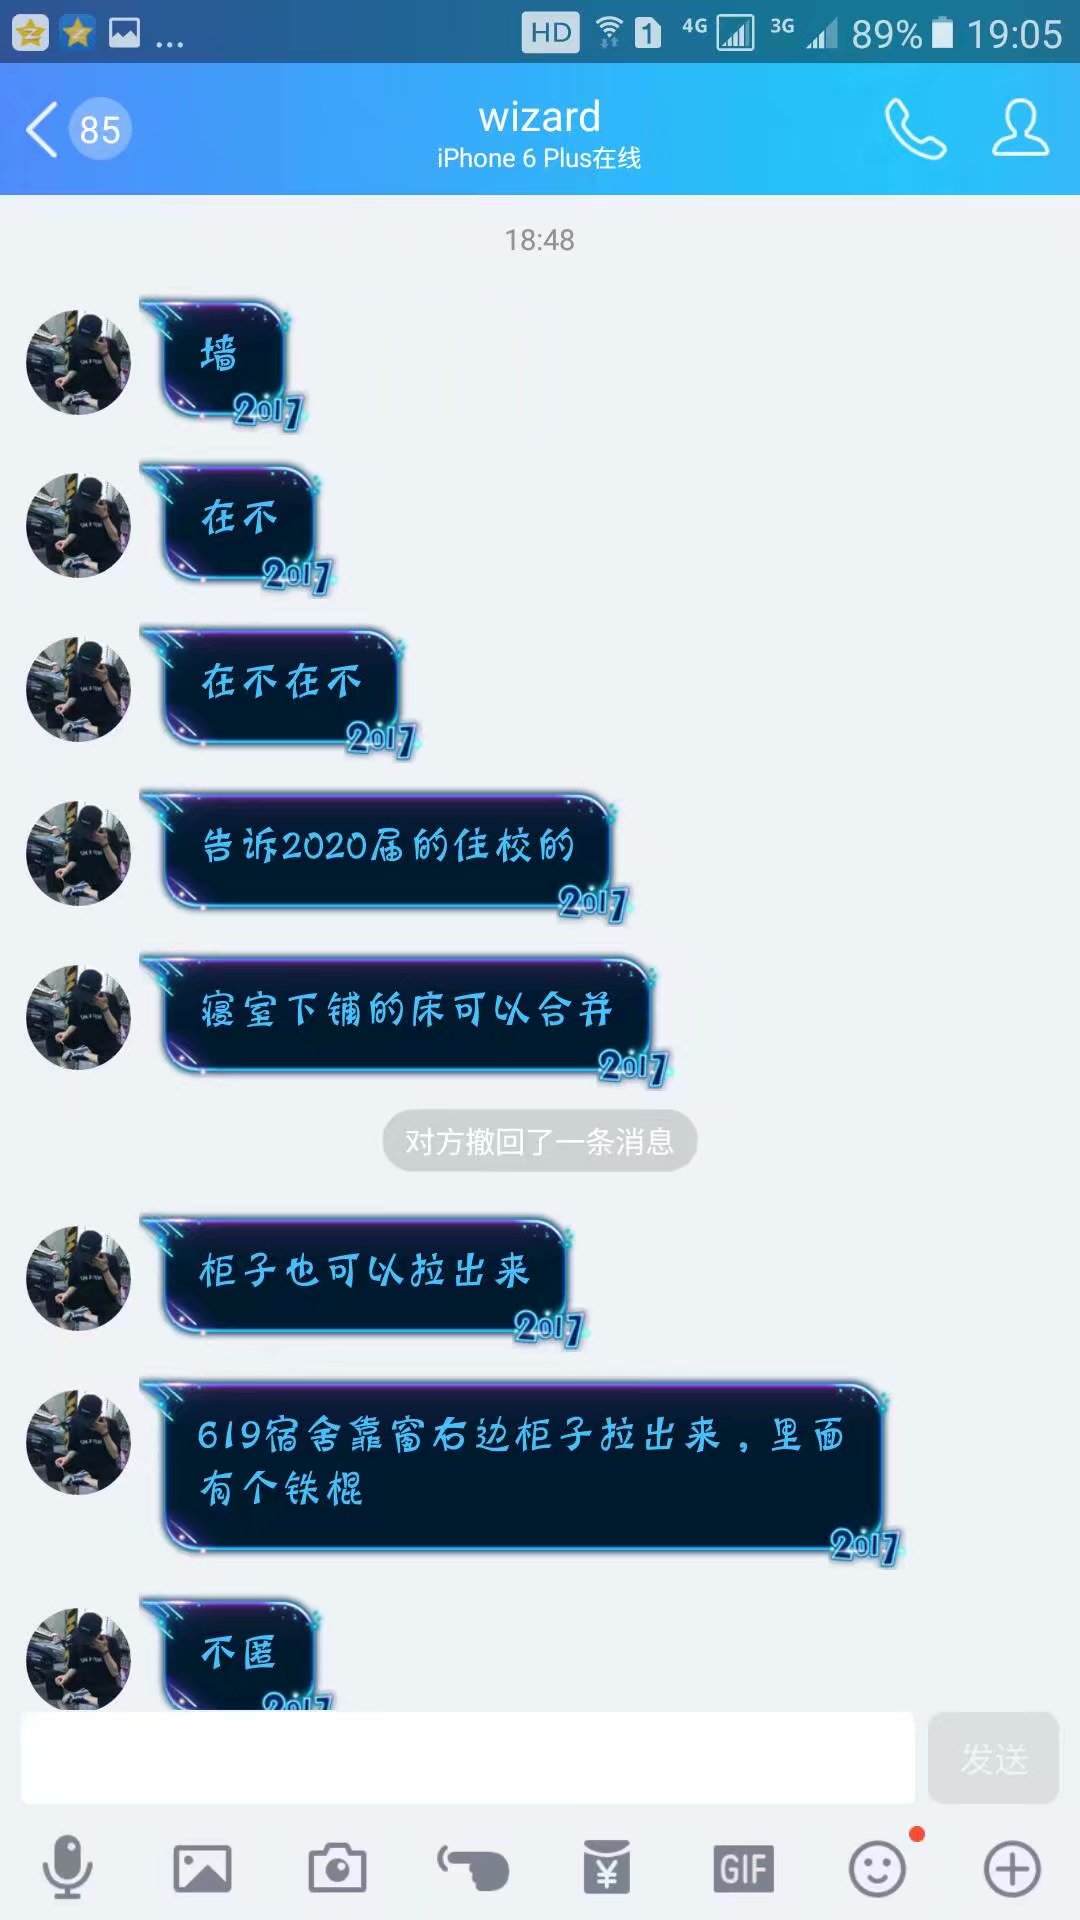 HD 1 4G 3G 89% 19:05
85 wizard
iPhone 6 Plus在线
18:48
墙
2017
在不
2017
在不在不
2017
告诉2020届的住校的
2017
寝室下铺的床可以合并
2017
对方撤回了一条消息
柜子也可以拉出来
2017
619宿舍靠窗右边柜子拉出来，里面
有个铁棍
2017
不匿
2017
发送
¥ GIF